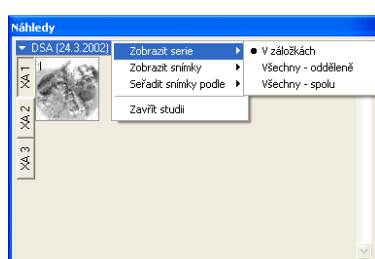 Náhledy
DSA (24.3.2002)
Zobrazit serie
Zobrazit snímky
Seřadit snímky podle
Zavřít studii
V záložkách
Všechny - odděleně
Všechny - spolu
1
XA 1
XA 2
XA 3